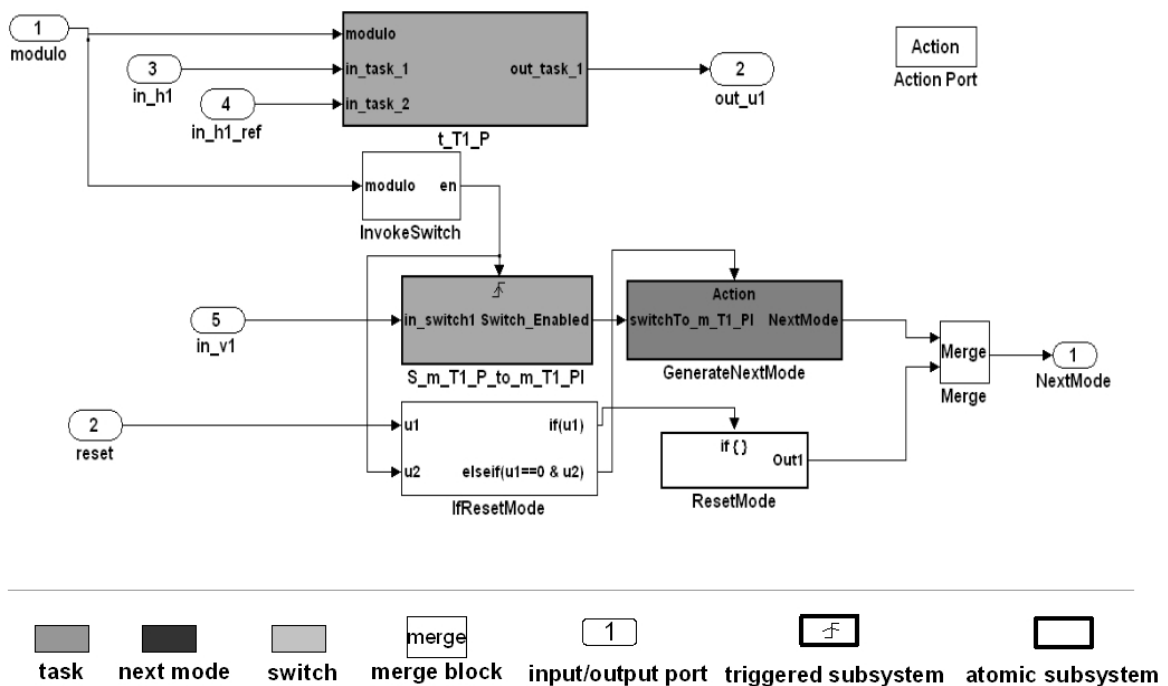 1
modulo
3
in_h1
4
in_h1_ref
modulo
in_task_1
in_task_2
out_task_1
t_T1_P
2
out_u1
Action
Action Port
modulo en
InvokeSwitch
5
in_v1
in_switch1 Switch_Enabled
S_m_T1_P_to_m_T1_PI
Action
switchTo_m_T1_PI NextMode
GenerateNextMode
Merge
Merge
1
NextMode
2
reset
u1 if(u1)
u2 elseif(u1==0 & u2)
IfResetMode
if { }
Out1
ResetMode
task
next mode
switch
merge
merge block
1
input/output port
triggered subsystem
atomic subsystem